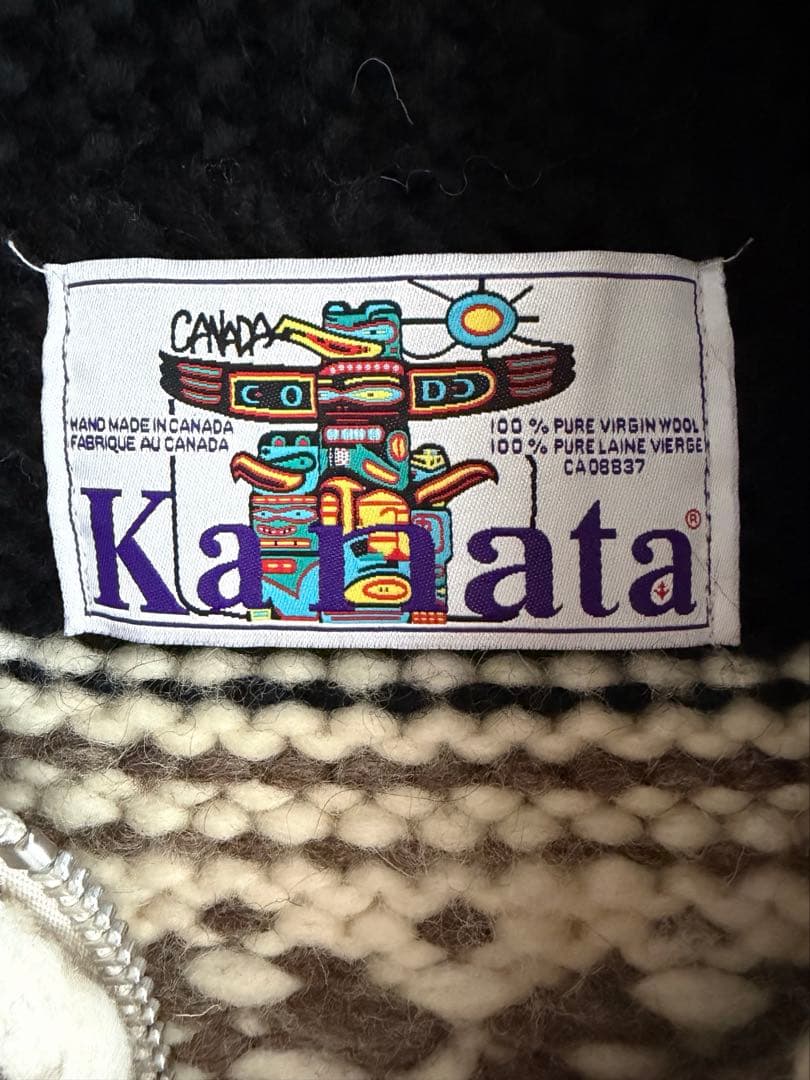 CANADA
HAND MADE IN CANADA
FABRIQUE AU CANADA
100 % PURE VIRGIN WOOL
100 % PURE LAINE VIERGE
CA08837
Kanata ®